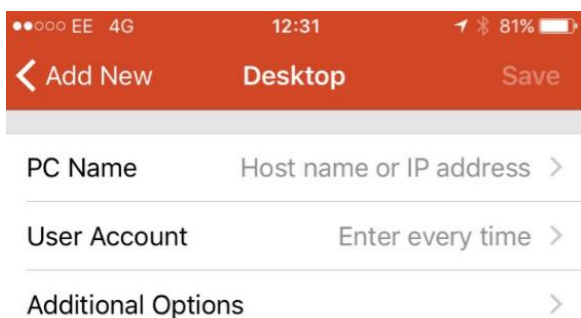 EE 4G 12:31 81%
Add New Desktop Save
PC Name Host name or IP address
User Account Enter every time
Additional Options